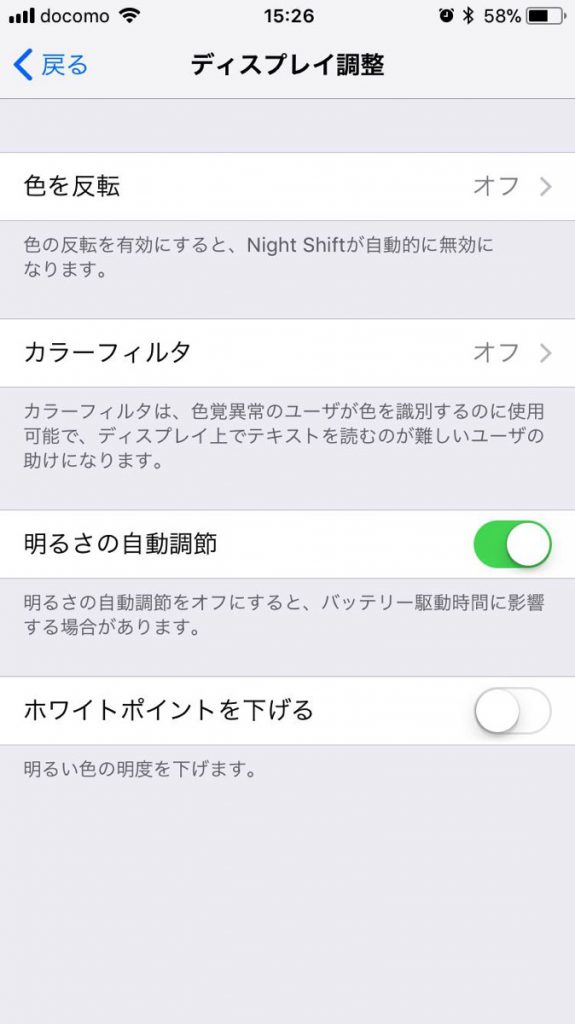 docomo 15:26 58%
戻る ディスプレイ調整
色を反転 オフ
色の反転を有効にすると、Night Shiftが自動的に無効に
なります。
カラーフィルタ オフ
カラーフィルタは、色覚異常のユーザが色を識別するのに使用
可能で、ディスプレイ上でテキストを読むのが難しいユーザの
助けになります。
明るさの自動調節
明るさの自動調節をオフにすると、バッテリー駆動時間に影響
する場合があります。
ホワイトポイントを下げる
明るい色の明度を下げます。